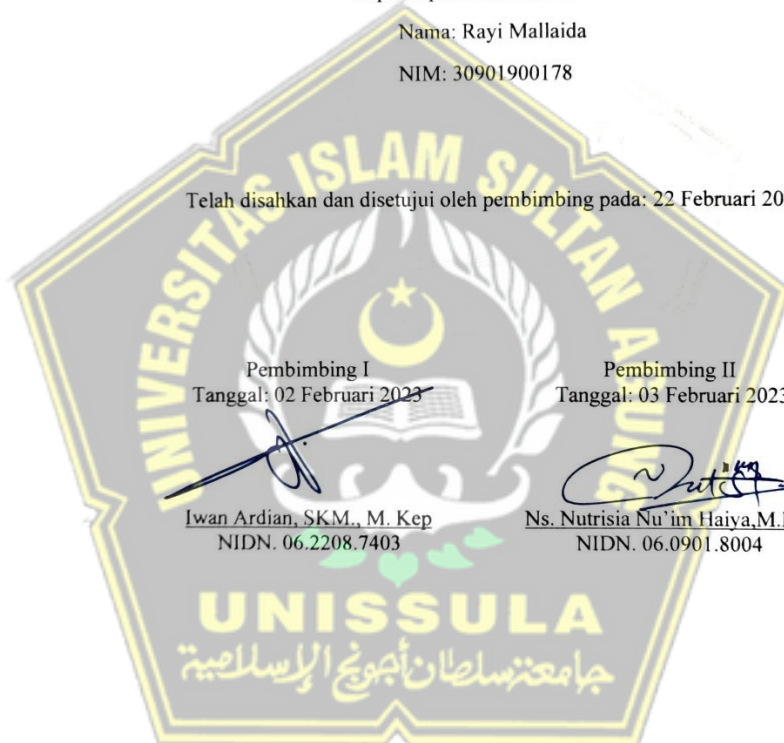 Nama: Rayi Mallaida
NIM: 30901900178
UNIVERSITAS ISLAM SULTAN AGUNG
Telah disahkan dan disetujui oleh pembimbing pada: 22 Februari 20
Pembimbing I
Tanggal: 02 Februari 2023
Iwan Ardian, SKM., M. Kep
NIDN. 06.2208.7403
Pembimbing II
Tanggal: 03 Februari 2023
Ns. Nutrisia Nu'im Haiya,M.
NIDN. 06.0901.8004
UNISSULA
جامعة سلطان أجونج الإسلامية